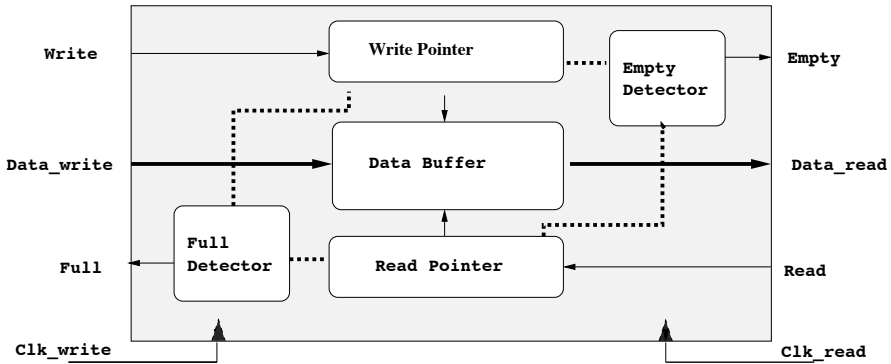 Write
Write Pointer
Empty
Detector
Empty
Data_write
Data Buffer
Data_read
Full
Detector
Full
Read Pointer
Read
Clk_write
Clk_read